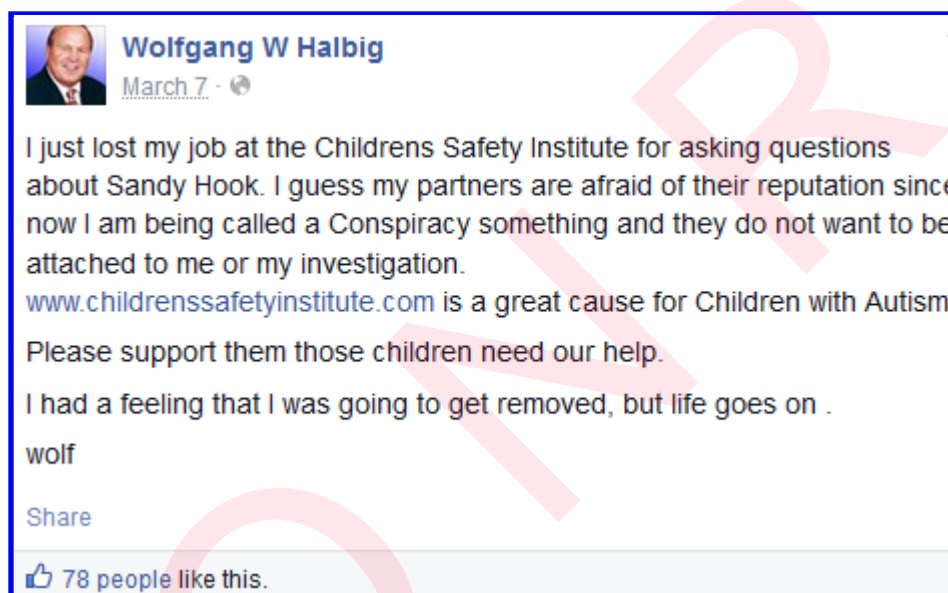 Wolfgang W Halbig
March 7 ·
I just lost my job at the Childrens Safety Institute for asking questions
about Sandy Hook. I guess my partners are afraid of their reputation since
now I am being called a Conspiracy something and they do not want to be
attached to me or my investigation.
www.childrenssafetyinstitute.com is a great cause for Children with Autism
Please support them those children need our help.
I had a feeling that I was going to get removed, but life goes on .
wolf
Share
78 people like this.